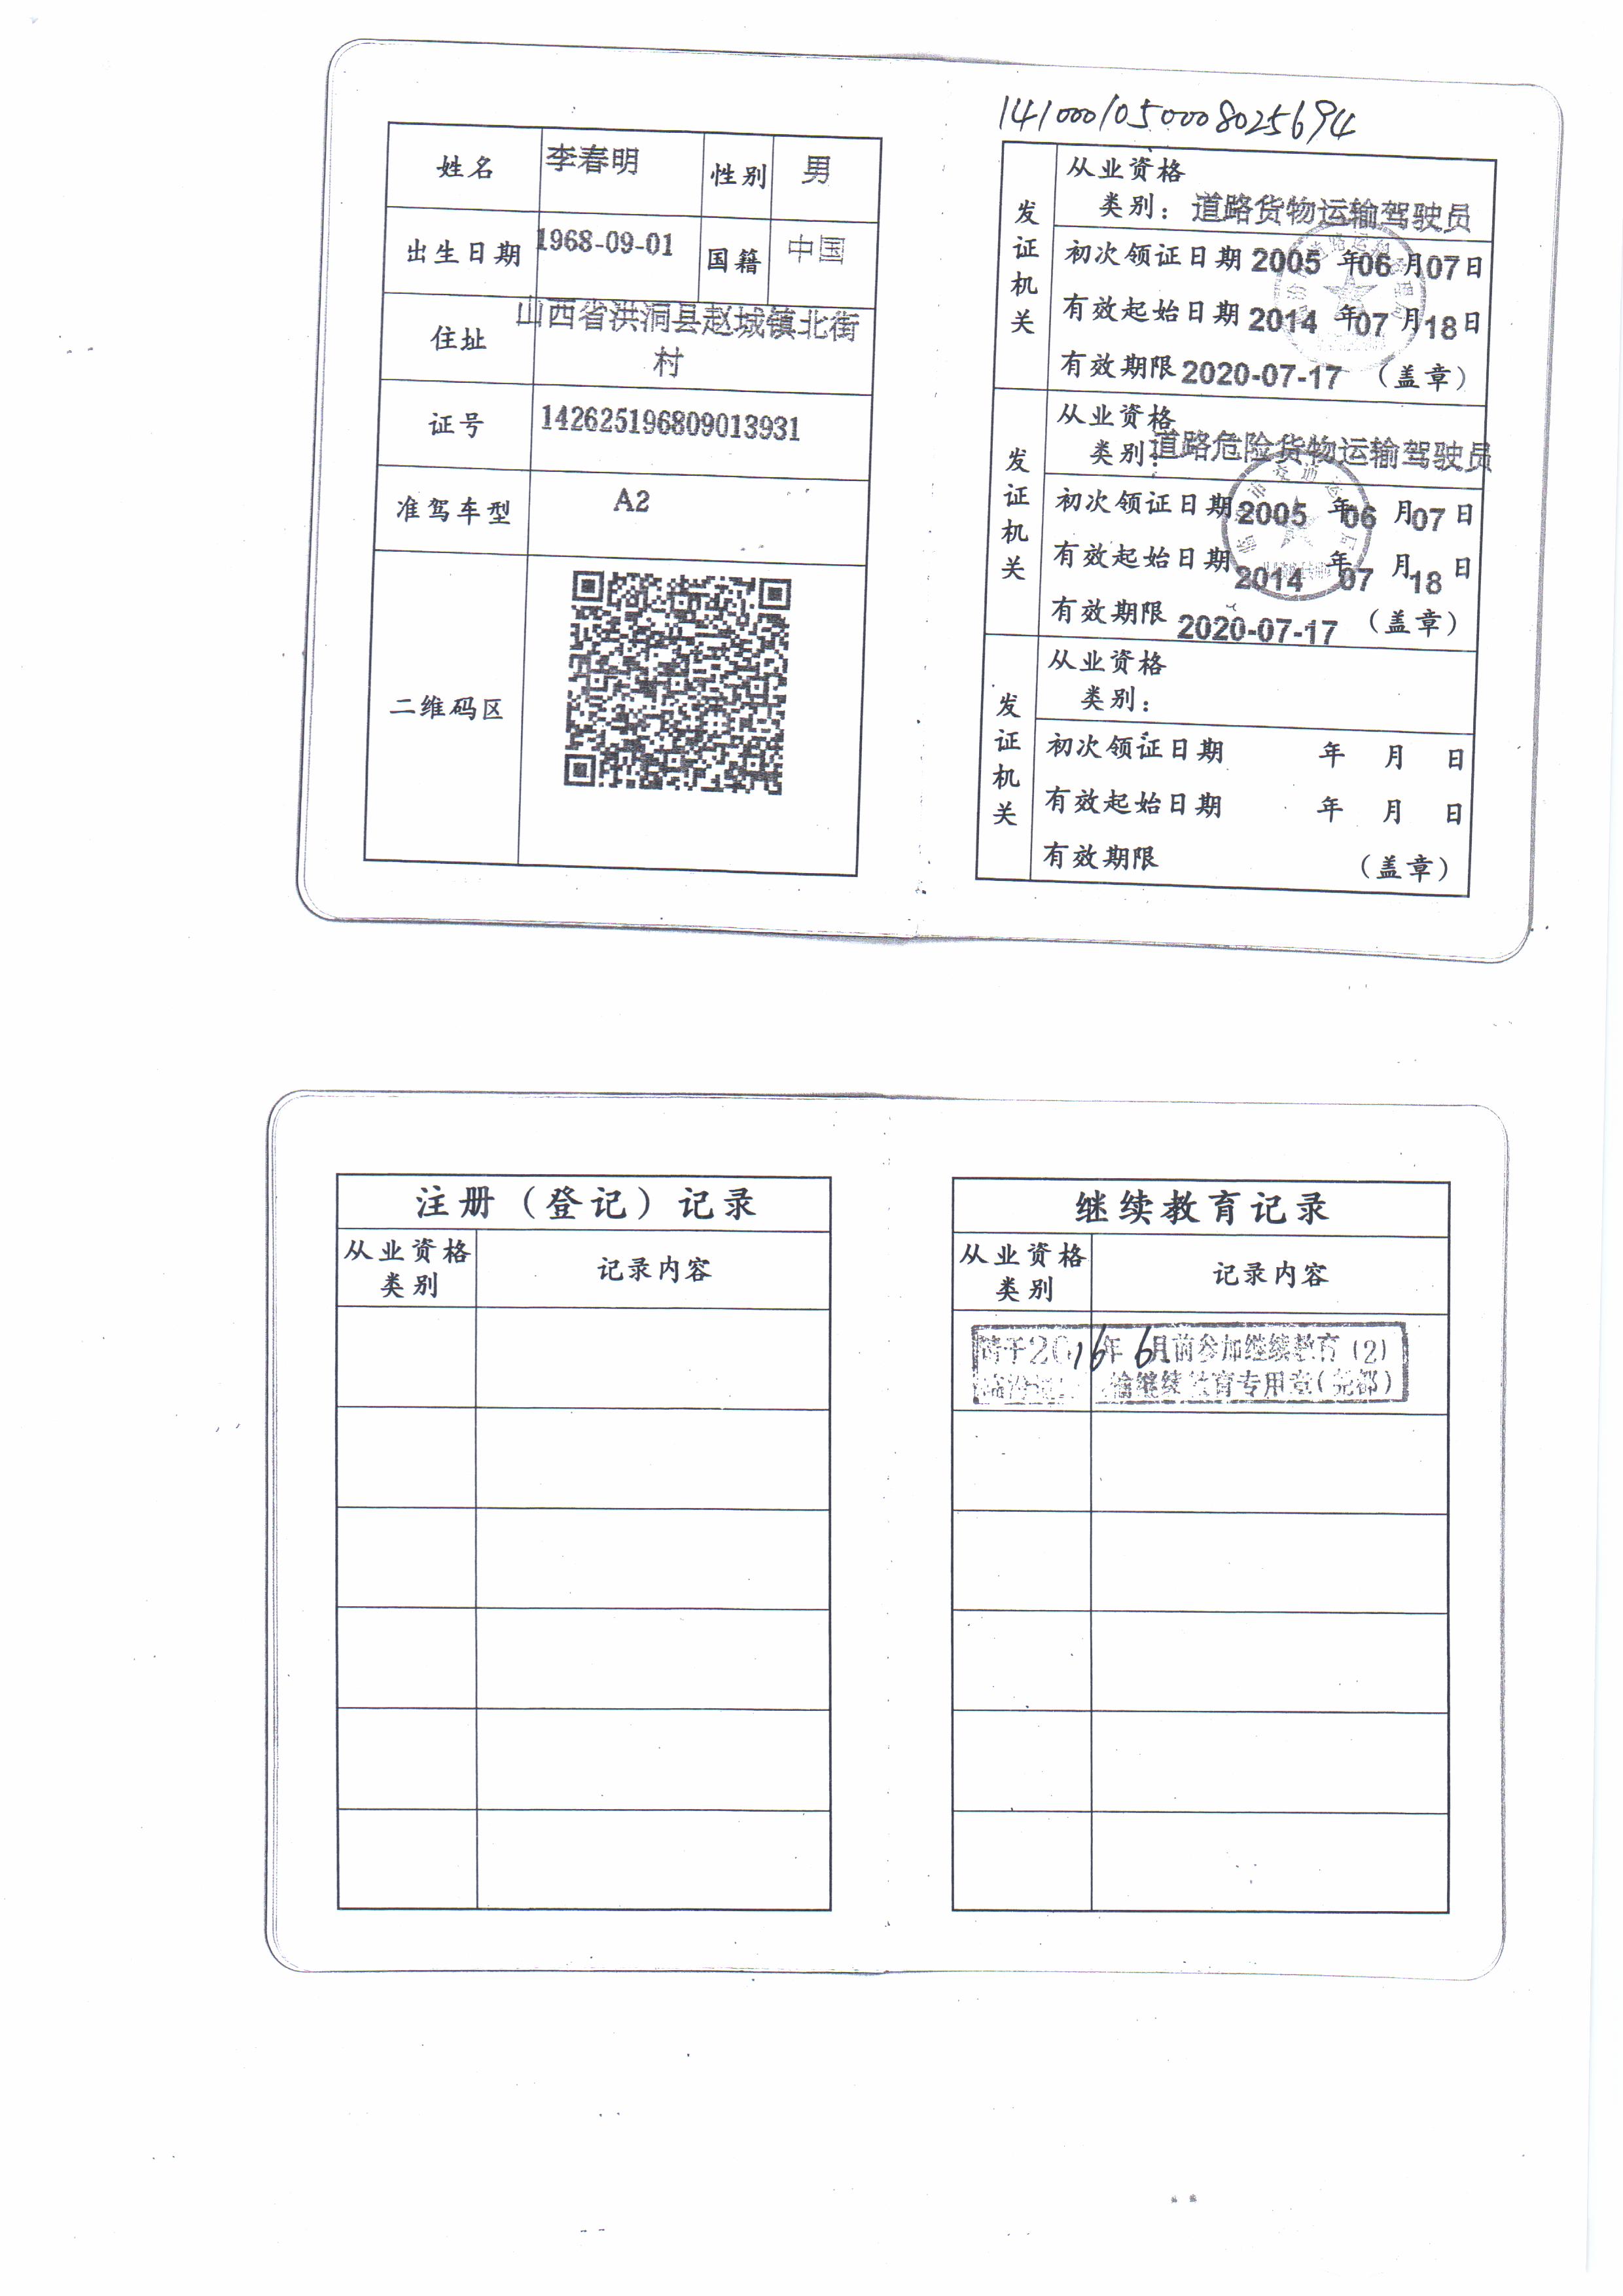 姓名 李春明 性别 男
出生日期 1968-09-01 国籍 中国
住址 山西省洪洞县赵城镇北街
村
证号 142625196809013931
准驾车型 A2
二维码区
1410001050008025694
发证机关
从业资格
类别：道路货物运输驾驶员
初次领证日期 2005 年 06 月 07 日
有效起始日期 2014 年 07 月 18 日
有效期限 2020-07-17 （盖章）
发证机关
从业资格
类别：道路危险货物运输驾驶员
初次领证日期 2005 年 06 月 07 日
有效起始日期 2014 年 07 月 18 日
有效期限 2020-07-17 （盖章）
发证机关
从业资格
类别：
初次领证日期 年 月 日
有效起始日期 年 月 日
有效期限 （盖章）
注册（登记）记录
从业资格
类别
记录内容
继续教育记录
从业资格
类别
记录内容
请于2016年6月前参加继续教育(2)
输继续教育专用章(尧都)